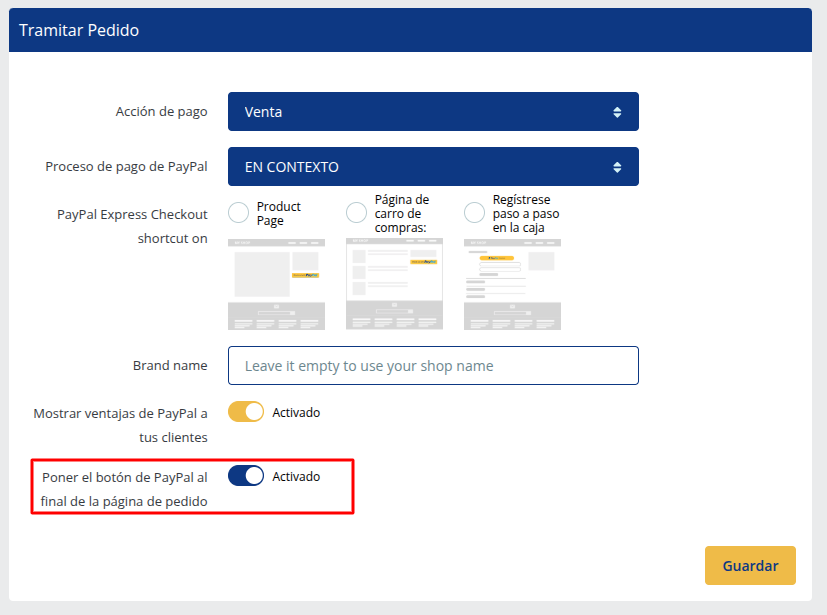 Tramitar Pedido
Acción de pago
Venta
Proceso de pago de PayPal
EN CONTEXTO
PayPal Express Checkout
shortcut on
Product
Page
Página de
carro de
compras:
Regístrese
paso a paso
en la caja
Brand name
Leave it empty to use your shop name
Mostrar ventajas de PayPal a
tus clientes
Activado
Poner el botón de PayPal al
final de la página de pedido
Activado
Guardar